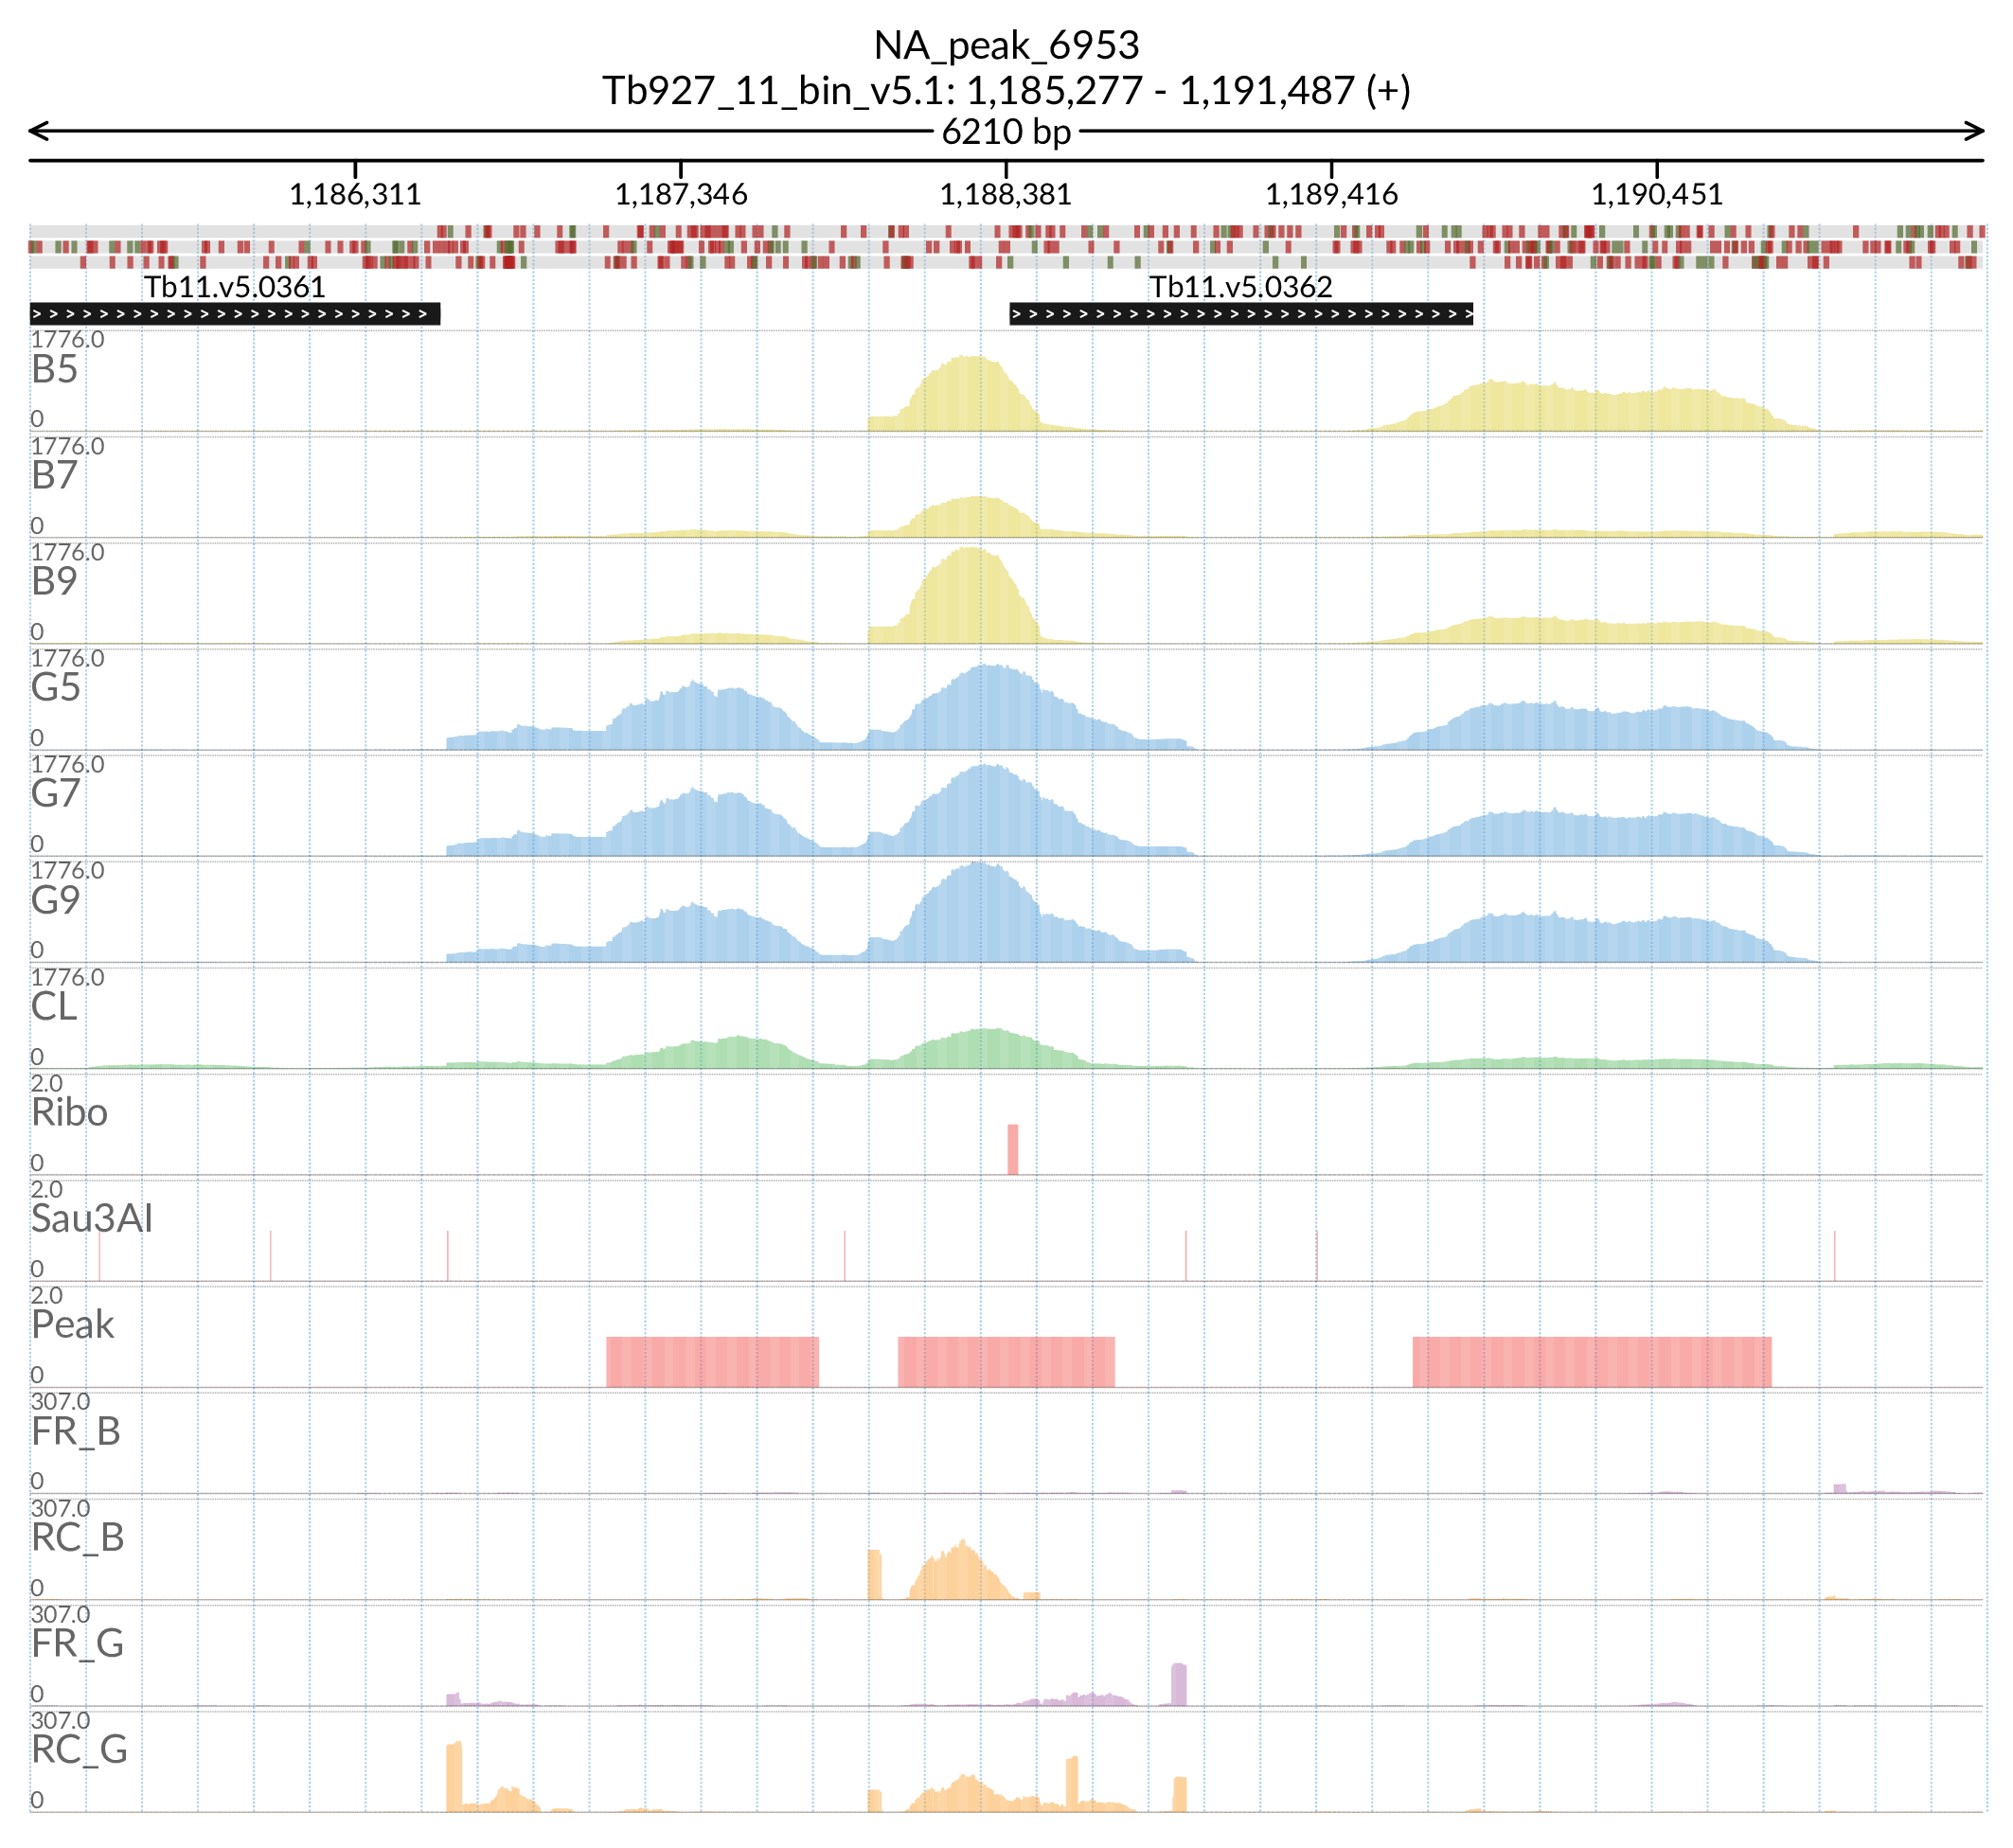 NA_peak_6953
Tb927_11_bin_v5.1: 1,185,277 - 1,191,487 (+)
6210 bp
1,186,311 1,187,346 1,188,381 1,189,416 1,190,451
Tb11.v5.0361 Tb11.v5.0362
1776.0
B5
0
1776.0
B7
0
1776.0
B9
0
1776.0
G5
0
1776.0
G7
0
1776.0
G9
0
1776.0
CL
0
2.0
Ribo
0
2.0
Sau3AI
0
2.0
Peak
0
307.0
FR_B
0
307.0
RC_B
0
307.0
FR_G
0
307.0
RC_G
0